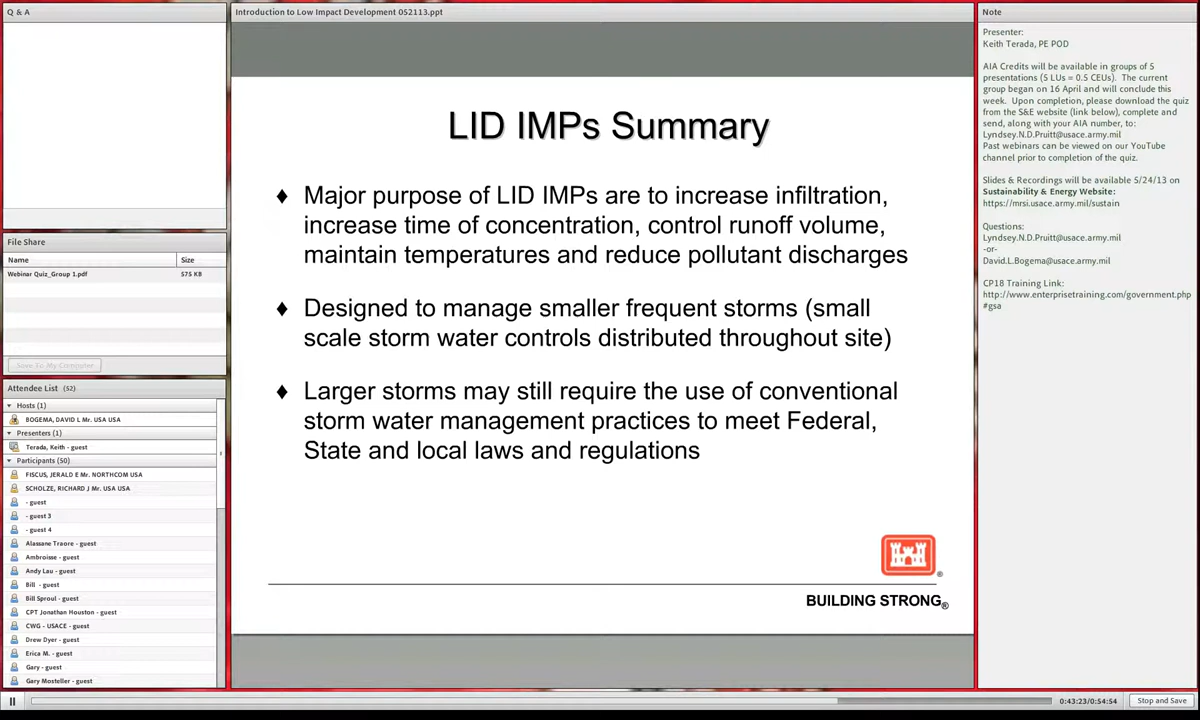 Q & A
File Share
Name Size
Webinar Quiz_Group 1.pdf 575 KB
Save To My Computer
Attendee List (52)
Hosts (1)
BOGEMA, DAVID L Mr. USA USA
Presenters (1)
Terada, Keith - guest
Participants (50)
FISCUS, JERALD E Mr. NORTHCOM USA
SCHOLZE, RICHARD J Mr. USA USA
- guest
- guest 3
- guest 4
Alassane Traore - guest
Ambroisse - guest
Andy Lau - guest
Bill - guest
Bill Sproul - guest
CPT Jonathan Houston - guest
CWG - USACE - guest
Drew Dyer - guest
Erica M. - guest
Gary - guest
Gary Mosteller - guest
Introduction to Low Impact Development 052113.ppt
LID IMPs Summary
♦ Major purpose of LID IMPs are to increase infiltration,
increase time of concentration, control runoff volume,
maintain temperatures and reduce pollutant discharges
♦ Designed to manage smaller frequent storms (small
scale storm water controls distributed throughout site)
♦ Larger storms may still require the use of conventional
storm water management practices to meet Federal,
State and local laws and regulations
®
BUILDING STRONG®
Note
Presenter:
Keith Terada, PE POD
AIA Credits will be available in groups of 5
presentations (5 LUs = 0.5 CEUs). The current
group began on 16 April and will conclude this
week. Upon completion, please download the quiz
from the S&E website (link below), complete and
send, along with your AIA number, to:
Lyndsey.N.D.Pruitt@usace.army.mil
Past webinars can be viewed on our YouTube
channel prior to completion of the quiz.
Slides & Recordings will be available 5/24/13 on
Sustainability & Energy Website:
https://mrsi.usace.army.mil/sustain
Questions:
Lyndsey.N.D.Pruitt@usace.army.mil
-or-
David.L.Bogema@usace.army.mil
CP18 Training Link:
http://www.enterprisetraining.com/government.php
#gsa
0:43:23/0:54:54
Stop and Save